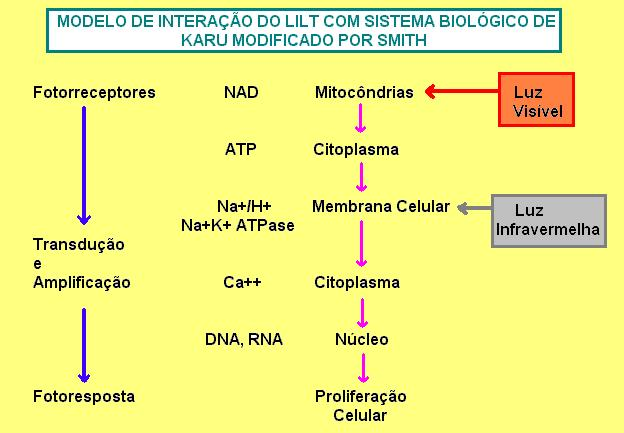 MODELO DE INTERAÇÃO DO LILT COM SISTEMA BIOLÓGICO DE
KARU MODIFICADO POR SMITH
Fotorreceptores
NAD
Mitocôndrias
Luz
Visível
ATP
Citoplasma
Na+/H+
Na+K+ ATPase
Membrana Celular
Luz
Infravermelha
Transdução
e
Amplificação
Ca++
Citoplasma
DNA, RNA
Núcleo
Fotoresposta
Proliferação
Celular